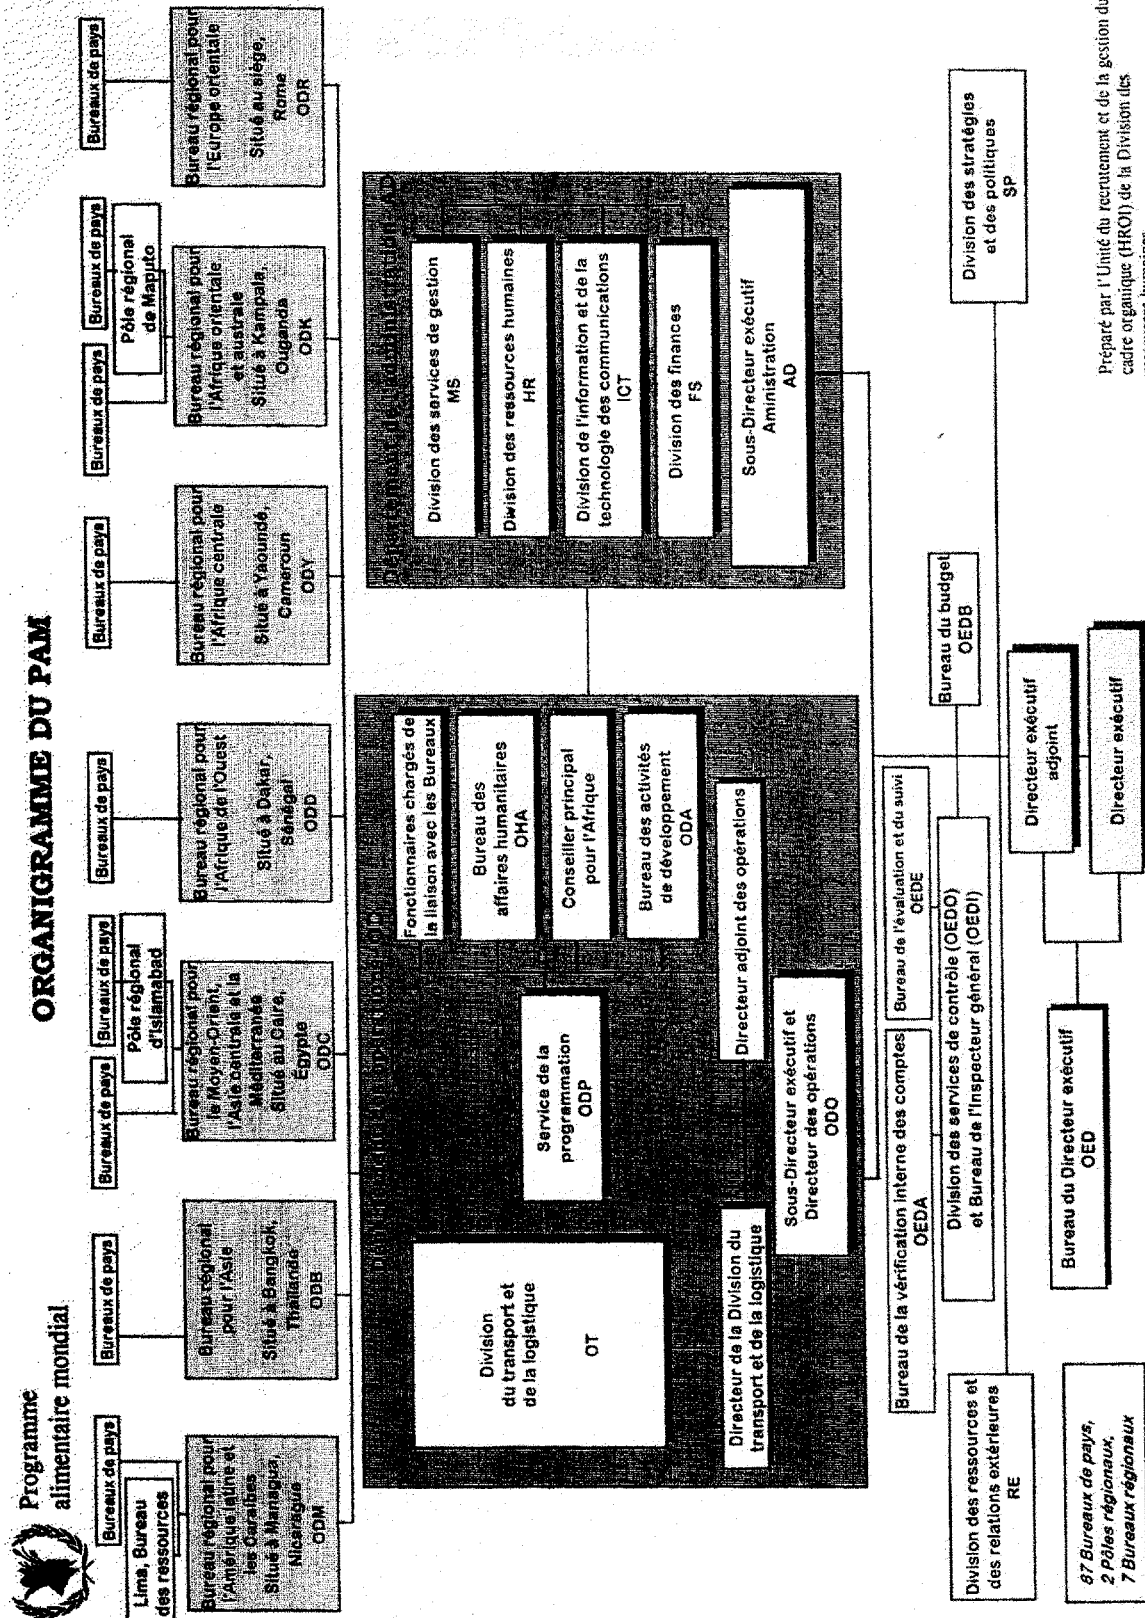 Programme
alimentaire mondial
ORGANIGRAMME DU PAM
Bureaux de pays
Lima, Bureau
des ressources
Bureau régional pour
l'Amérique latine et
les Caraïbes
Situé à Managua,
Nicaragua
ODM
Bureaux de pays
Bureau régional
pour l'Asie
Situé à Bangkok,
Thaïlande
ODB
Bureaux de pays
Bureaux de pays
Pôle régional
d'Islamabad
Bureau régional pour
le Moyen-Orient,
l'Asie centrale et la
Méditerranée
Situé au Caire,
Égypte
ODC
Bureaux de pays
Bureau régional pour
l'Afrique de l'Ouest
Situé à Dakar,
Sénégal
ODD
Bureaux de pays
Bureau régional pour
l'Afrique centrale
Situé à Yaoundé,
Cameroun
ODY
Bureaux de pays
Bureaux de pays
Pôle régional
de Maputo
Bureau régional pour
l'Afrique orientale
et australe
Situé à Kampala,
Ouganda
ODK
Bureaux de pays
Bureau régional pour
l'Europe orientale
Situé au siège,
Rome
ODR
Division
du transport et
de la logistique
OT
Service de la
programmation
ODP
Fonctionnaires chargés de
la liaison avec les Bureaux
Bureau des
affaires humanitaires
OHA
Conseiller principal
pour l'Afrique
Bureau des activités
de développement
ODA
Directeur de la Division du
transport et de la logistique
Directeur adjoint des opérations
Sous-Directeur exécutif et
Directeur des opérations
ODO
Département de l'administration AD
Division des services de gestion
MS
Division des ressources humaines
HR
Division de l'information et de la
technologie des communications
ICT
Division des finances
FS
Sous-Directeur exécutif
Aministration
AD
Bureau de la vérification interne des comptes
OEDA
Bureau de l'évaluation et du suivi
OEDE
Division des services de contrôle (OEDO)
et Bureau de l'Inspecteur général (OEDI)
Bureau du budget
OEDB
Division des ressources et
des relations extérieures
RE
Division des stratégies
et des politiques
SP
Directeur exécutif
adjoint
Bureau du Directeur exécutif
OED
Directeur exécutif
87 Bureaux de pays,
2 Pôles régionaux,
7 Bureaux régionaux
Préparé par l'Unité du recrutement et de la gestion du
cadre organique (HROI) de la Division des